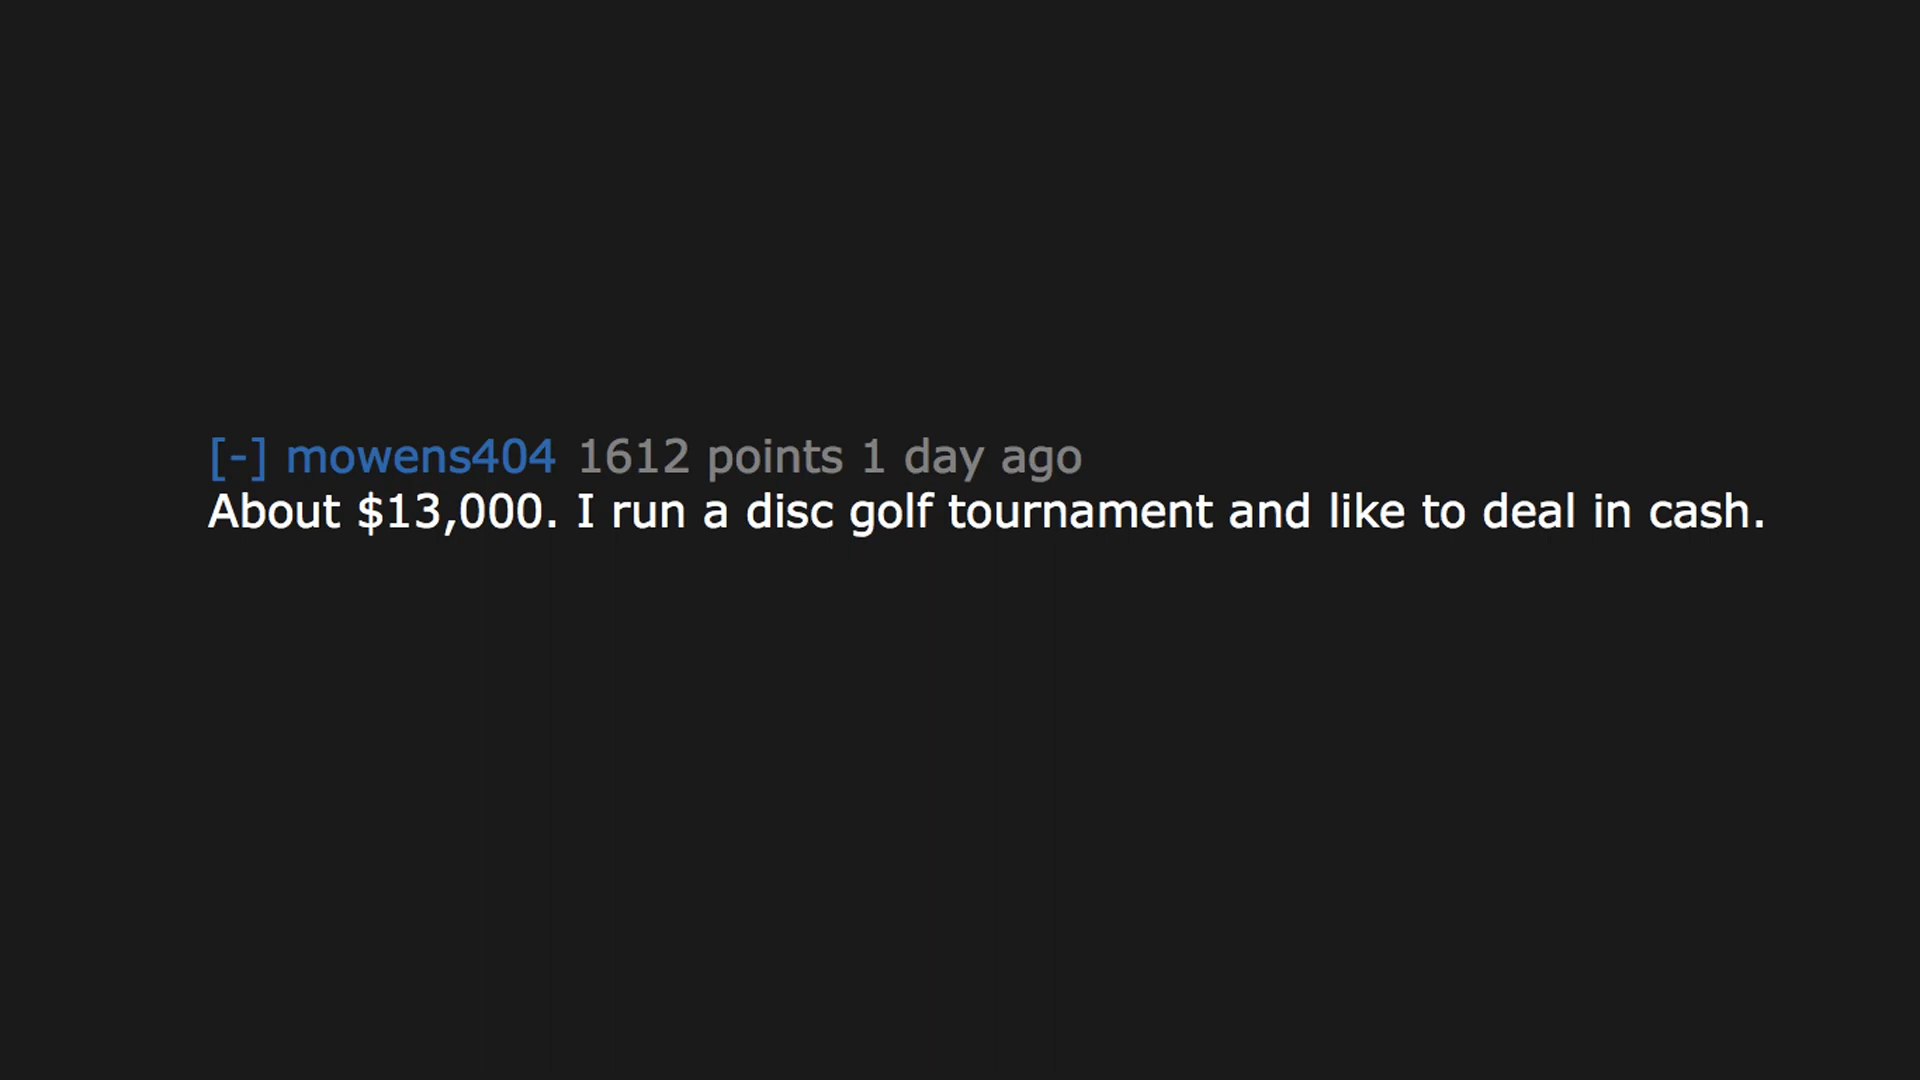 [-] mowens404 1612 points 1 day ago
About $13,000. I run a disc golf tournament and like to deal in cash.